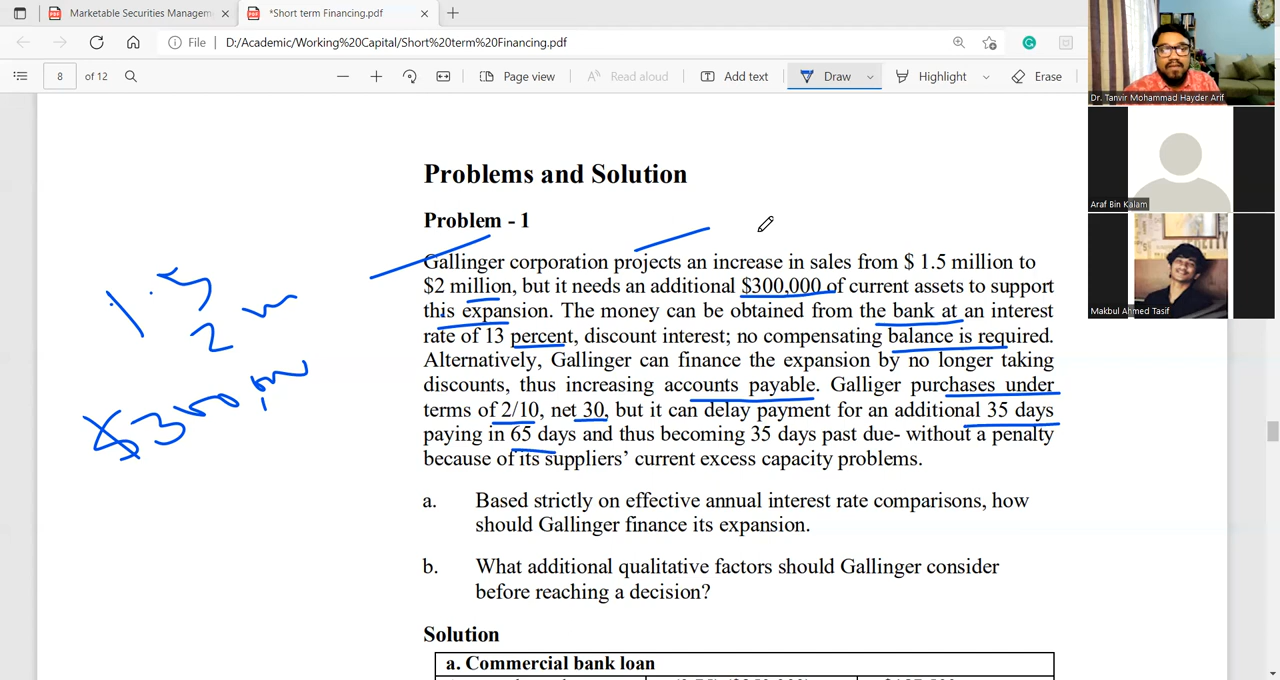 Marketable Securities Managem
*Short term Financing.pdf
File
D:/Academic/Working%20Capital/Short%20term%20Financing.pdf
8 of 12
Page view
Read aloud
Add text
Draw
Highlight
Erase
Dr. Tanvir Mohammad Hayder Arif
Araf Bin Kalam
Makbul Ahmed Tasif
Problems and Solution
Problem - 1
Gallinger corporation projects an increase in sales from $ 1.5 million to
$2 million, but it needs an additional $300,000 of current assets to support
this expansion. The money can be obtained from the bank at an interest
rate of 13 percent, discount interest; no compensating balance is required.
Alternatively, Gallinger can finance the expansion by no longer taking
discounts, thus increasing accounts payable. Galliger purchases under
terms of 2/10, net 30, but it can delay payment for an additional 35 days
paying in 65 days and thus becoming 35 days past due- without a penalty
because of its suppliers' current excess capacity problems.
a. Based strictly on effective annual interest rate comparisons, how
should Gallinger finance its expansion.
b. What additional qualitative factors should Gallinger consider
before reaching a decision?
Solution
a. Commercial bank loan
1.5
2 m